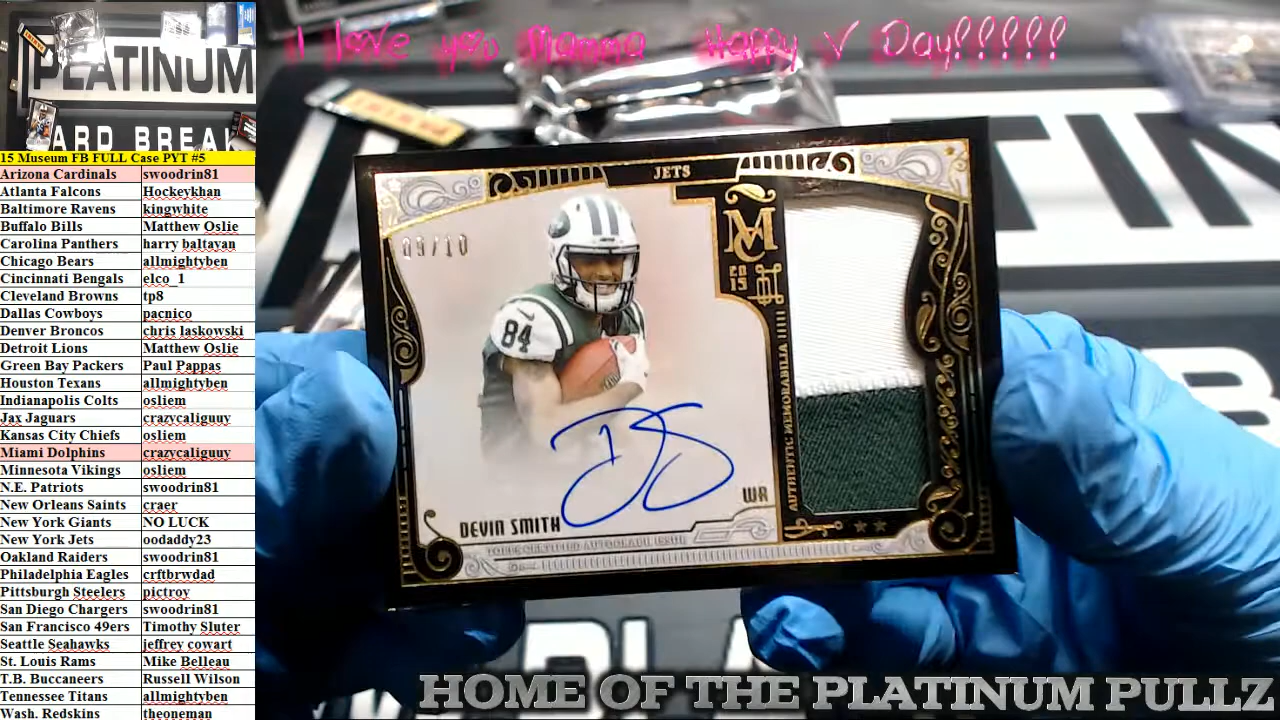 I love you Mamma Happy V Day!!!!!
PLATINUM
ARD BREAK
15 Museum FB FULL Case PYT #5
Arizona Cardinals swoodrin81
Atlanta Falcons Hockeykhan
Baltimore Ravens kingwhite
Buffalo Bills Matthew Oslie
Carolina Panthers harry baltayan
Chicago Bears allmightyben
Cincinnati Bengals elco_1
Cleveland Browns tp8
Dallas Cowboys pacnico
Denver Broncos chris laskowski
Detroit Lions Matthew Oslie
Green Bay Packers Paul Pappas
Houston Texans allmightyben
Indianapolis Colts osliem
Jax Jaguars crazycaliguuy
Kansas City Chiefs osliem
Miami Dolphins crazycaliguuy
Minnesota Vikings osliem
N.E. Patriots swoodrin81
New Orleans Saints craer
New York Giants NO LUCK
New York Jets oodaddy23
Oakland Raiders swoodrin81
Philadelphia Eagles crftbrwdad
Pittsburgh Steelers pictroy
San Diego Chargers swoodrin81
San Francisco 49ers Timothy Sluter
Seattle Seahawks jeffrey cowart
St. Louis Rams Mike Belleau
T.B. Buccaneers Russell Wilson
Tennessee Titans allmightyben
Wash. Redskins theoneman
JETS
09/10
M
2015
84
AUTHENTIC MEMORABILIA
WR
DEVIN SMITH
TOPPS CERTIFIED AUTOGRAPH ISSUE
HOME OF THE PLATINUM PULLZ